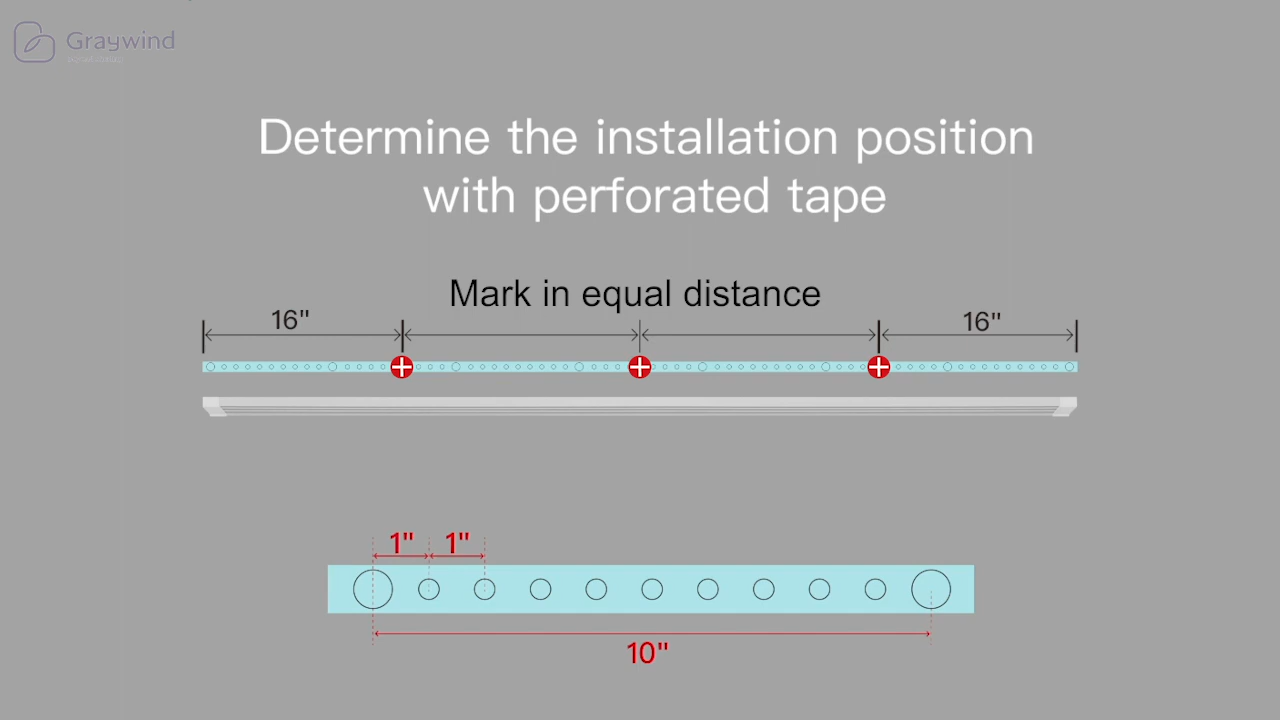 Graywind
Determine the installation position
with perforated tape
Mark in equal distance
16"
16"
1"
1"
10"